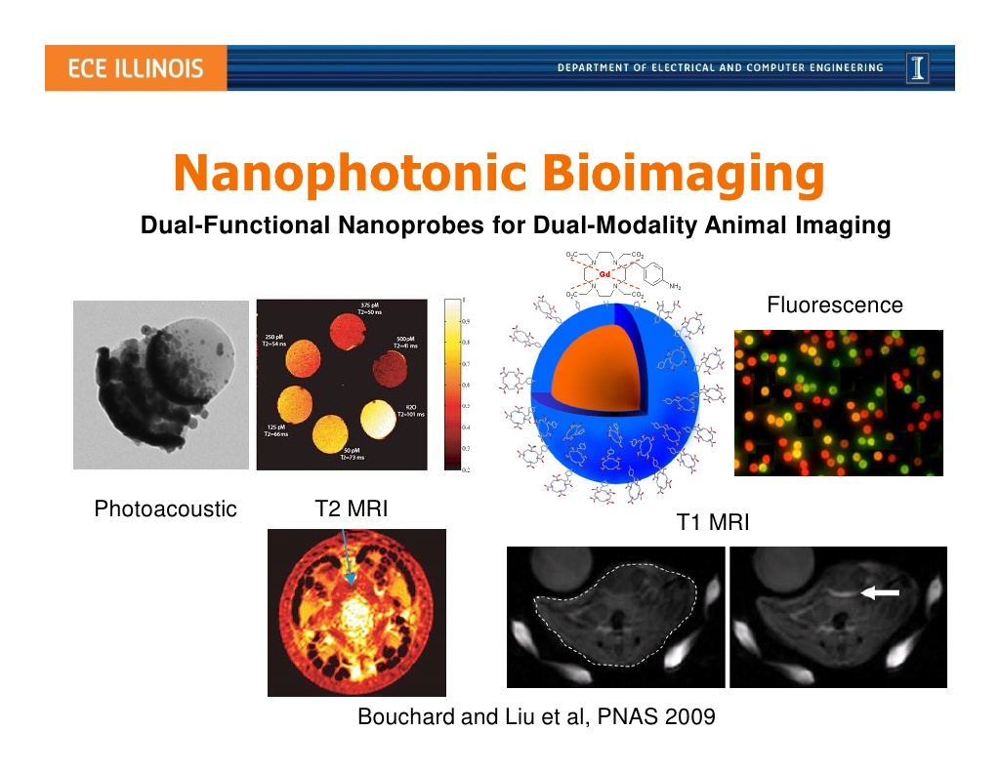 ECE ILLINOIS
DEPARTMENT OF ELECTRICAL AND COMPUTER ENGINEERING
I
Nanophotonic Bioimaging
Dual-Functional Nanoprobes for Dual-Modality Animal Imaging
O₂C
CO₂
N
N
Gd
N
N
O₂C
CO₂
NH₂
Fluorescence
375 pM
T2=50 ms
250 pM
T2=54 ns
500 pM
T2=41 ms
H2O
T2=101 ms
125 pM
T2=66ms
50 pM
T2=73 ms
1
0.9
0.8
0.7
0.6
0.5
0.4
0.3
0.2
Photoacoustic
T2 MRI
T1 MRI
Bouchard and Liu et al, PNAS 2009